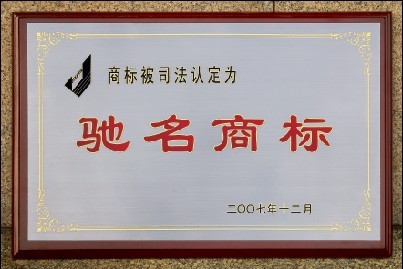 商标被司法认定为
驰名商标
二〇〇七年十二月